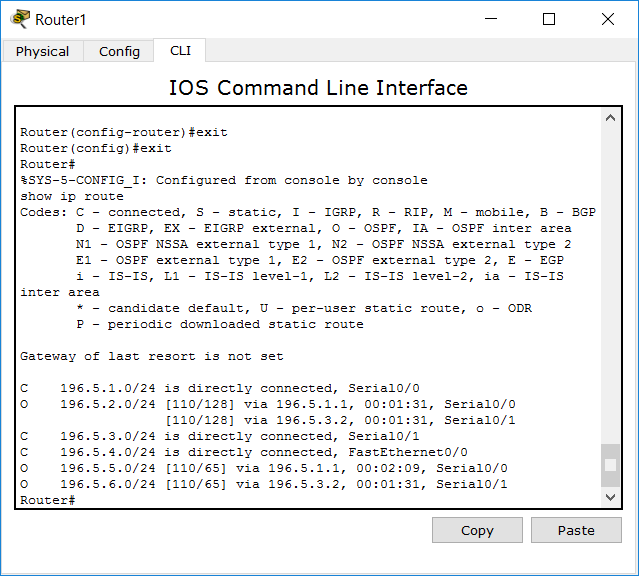 Router1
Physical Config CLI
IOS Command Line Interface
Router(config-router)#exit
Router(config)#exit
Router#
%SYS-5-CONFIG_I: Configured from console by console
show ip route
Codes: C - connected, S - static, I - IGRP, R - RIP, M - mobile, B - BGP
       D - EIGRP, EX - EIGRP external, O - OSPF, IA - OSPF inter area
       N1 - OSPF NSSA external type 1, N2 - OSPF NSSA external type 2
       E1 - OSPF external type 1, E2 - OSPF external type 2, E - EGP
       i - IS-IS, L1 - IS-IS level-1, L2 - IS-IS level-2, ia - IS-IS
inter area
       * - candidate default, U - per-user static route, o - ODR
       P - periodic downloaded static route
Gateway of last resort is not set
C    196.5.1.0/24 is directly connected, Serial0/0
O    196.5.2.0/24 [110/128] via 196.5.1.1, 00:01:31, Serial0/0
                  [110/128] via 196.5.3.2, 00:01:31, Serial0/1
C    196.5.3.0/24 is directly connected, Serial0/1
C    196.5.4.0/24 is directly connected, FastEthernet0/0
O    196.5.5.0/24 [110/65] via 196.5.1.1, 00:02:09, Serial0/0
O    196.5.6.0/24 [110/65] via 196.5.3.2, 00:01:31, Serial0/1
Router#
Copy Paste